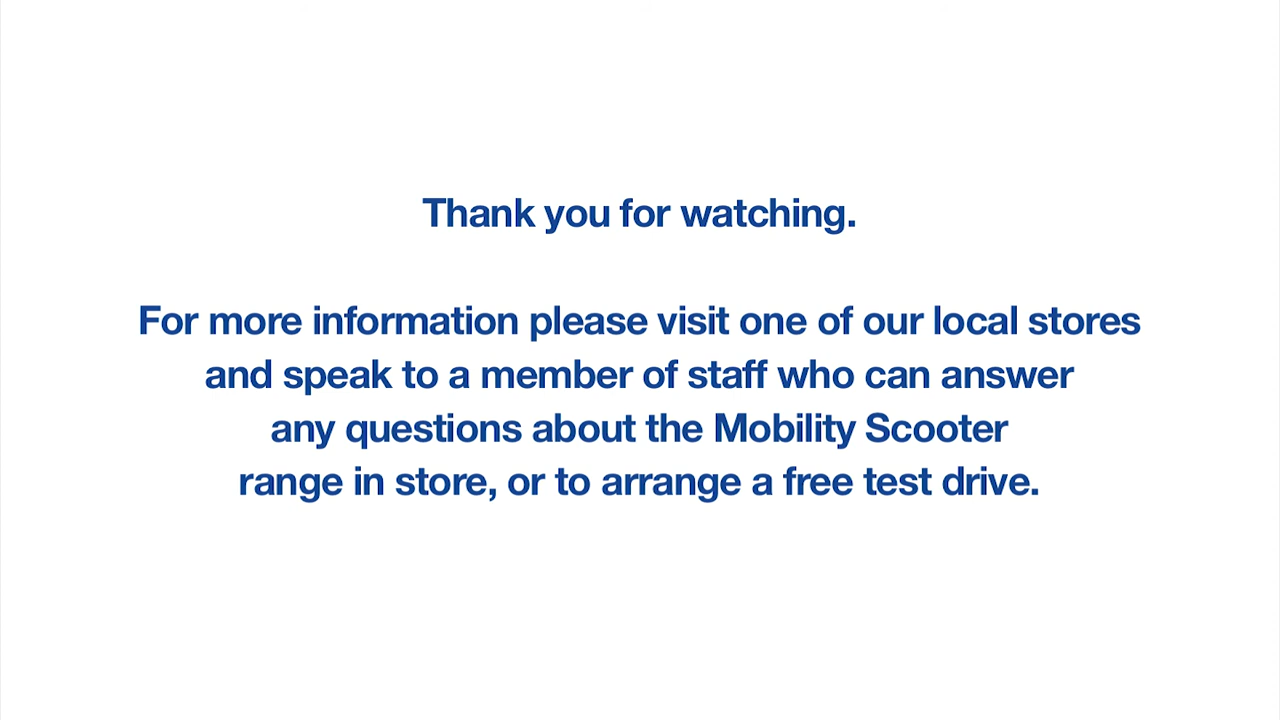 Thank you for watching.
For more information please visit one of our local stores
and speak to a member of staff who can answer
any questions about the Mobility Scooter
range in store, or to arrange a free test drive.